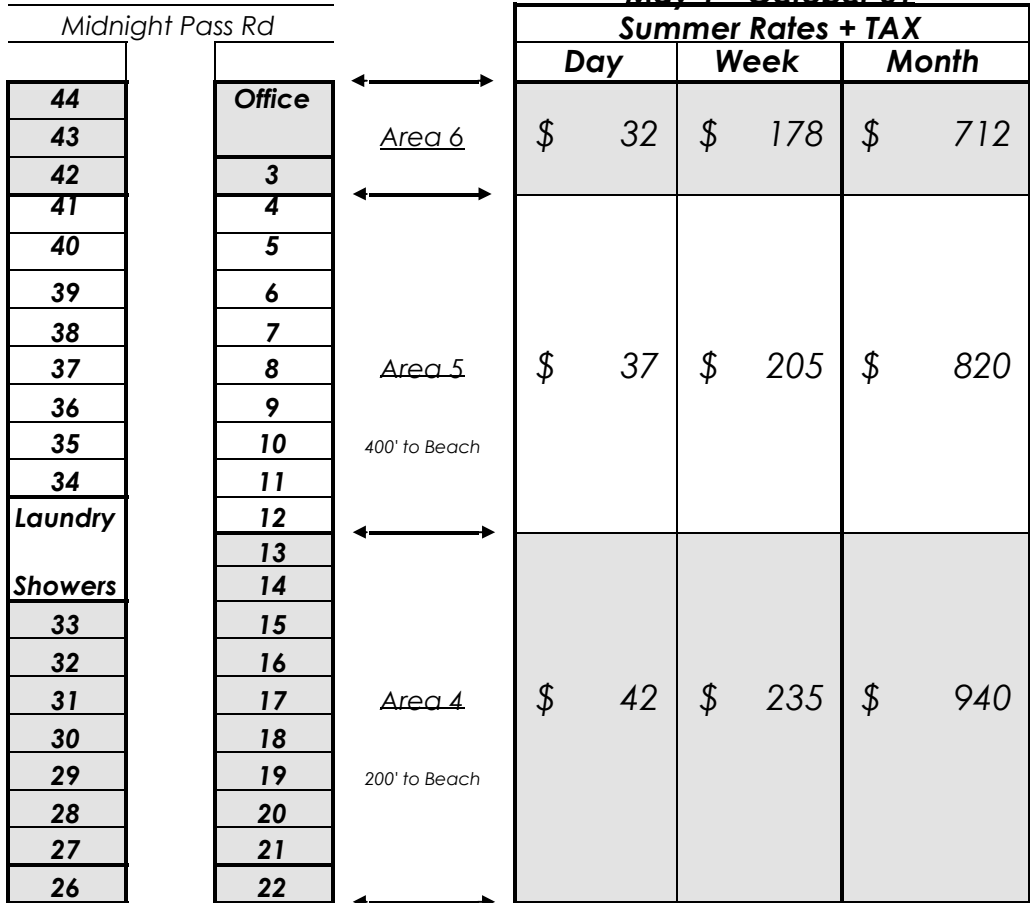 Midnight Pass Rd
Summer Rates + TAX
Day Week Month
44 Office
43 Area 6 $ 32 $ 178 $ 712
42 3
41 4
40 5
39 6
38 7
37 8 Area 5 $ 37 $ 205 $ 820
36 9
35 10 400' to Beach
34 11
Laundry 12
13
Showers 14
33 15
32 16
31 17 Area 4 $ 42 $ 235 $ 940
30 18
29 19 200' to Beach
28 20
27 21
26 22